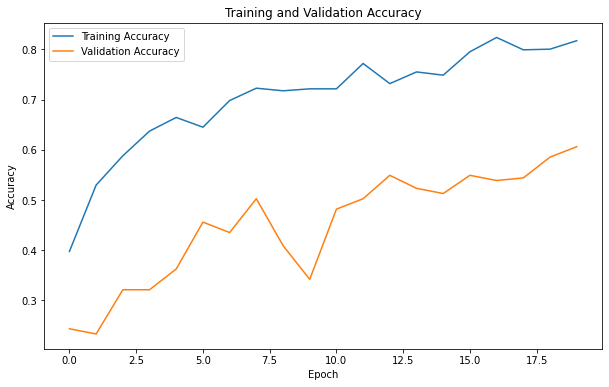 Training and Validation Accuracy
Training Accuracy
Validation Accuracy
0.8
0.7
0.6
0.5
0.4
0.3
Accuracy
0.0 2.5 5.0 7.5 10.0 12.5 15.0 17.5
Epoch